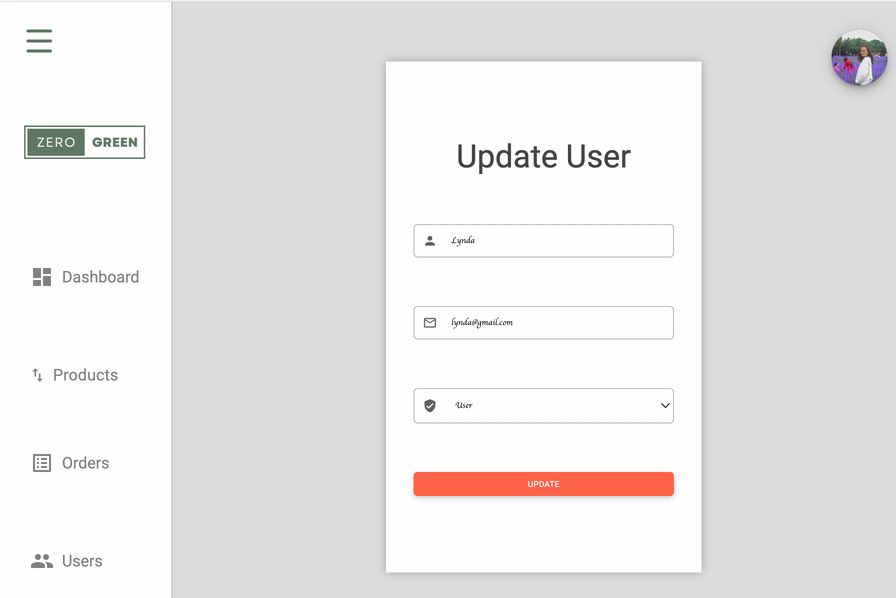 ZERO GREEN
Dashboard
Products
Orders
Users
Update User
Lynda
lynda@gmail.com
User
UPDATE